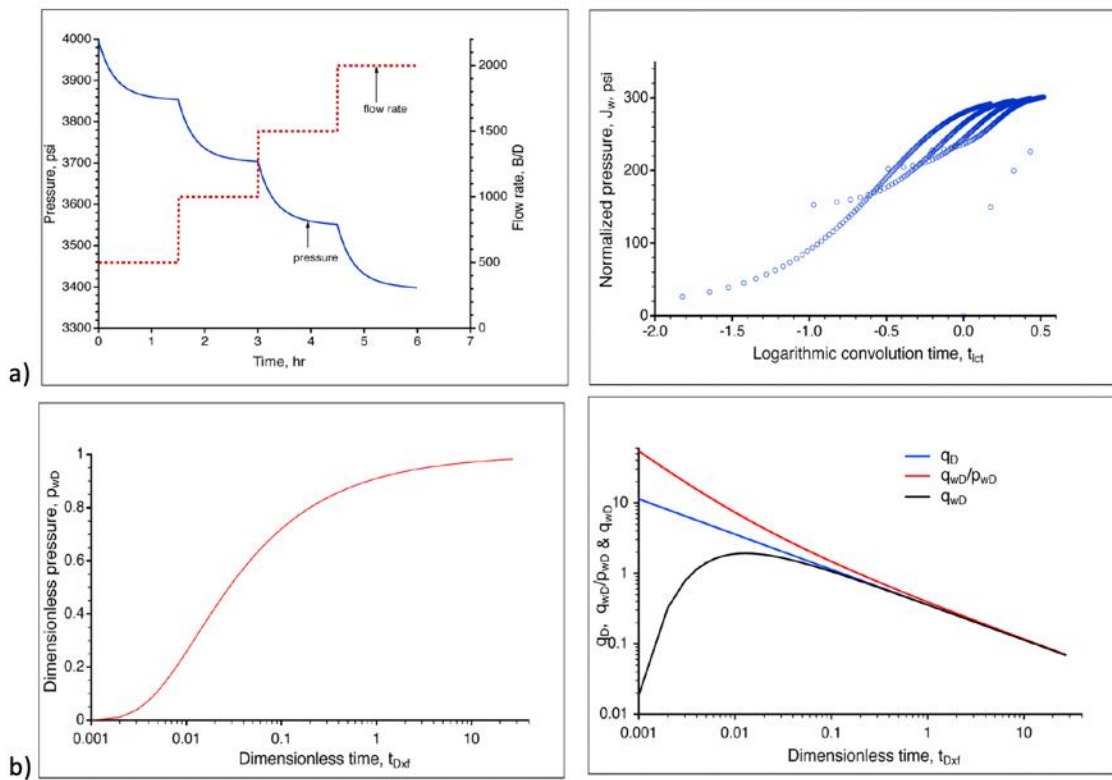 4000
3900
3800
3700
3600
3500
3400
3300
Pressure, psi
0 1 2 3 4 5 6 7
Time, hr
2000
1500
1000
500
0
Flow rate, B/D
flow rate
pressure
a)
400
300
200
100
0
Normalized pressure, Jw, psi
-2.0 -1.5 -1.0 -0.5 0.0 0.5
Logarithmic convolution time, tlct
1
0.8
0.6
0.4
0.2
0
Dimensionless pressure, pwD
0.001 0.01 0.1 1 10
Dimensionless time, tDxf
b)
10
1
0.1
0.01
qD, qwD/pwD & qwD
qD
qwD/pwD
qwD
0.001 0.01 0.1 1 10
Dimensionless time, tDxf